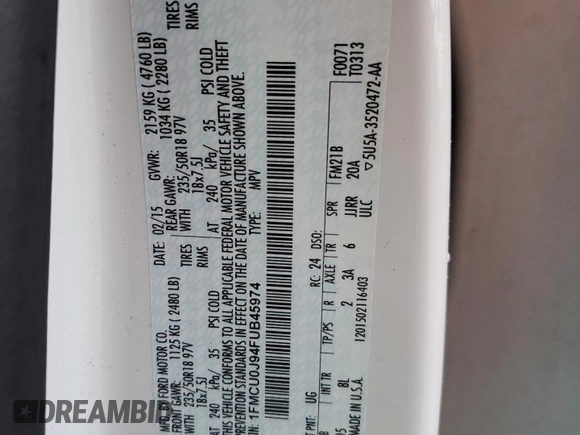 MFD. BY FORD MOTOR CO.
DATE: 02/15 GVWR: 2159 KG ( 4760 LB)
FRONT GAWR: 1125 KG ( 2480 LB) REAR GAWR: 1034 KG ( 2280 LB)
WITH 235/50R18 97V TIRES WITH 235/50R18 97V TIRES
18x7.5J RIMS 18x7.5J RIMS
AT 240 kPa/ 35 PSI COLD AT 240 kPa/ 35 PSI COLD
THIS VEHICLE CONFORMS TO ALL APPLICABLE FEDERAL MOTOR VEHICLE SAFETY AND THEFT
PREVENTION STANDARDS IN EFFECT ON THE DATE OF MANUFACTURE SHOWN ABOVE.
VIN: 1FMCU0J94FUB45974
TYPE: MPV
PNT: UG RC: 24 DSO: F0071
T0313
INT TR TP/PS R AXLE TR SPR FM21B
8L 2 3A 6 JJRR 20A
1201502116403 ULC ▽5U5A-3520472-AA
MADE IN U.S.A.
AUTOBIDCAR